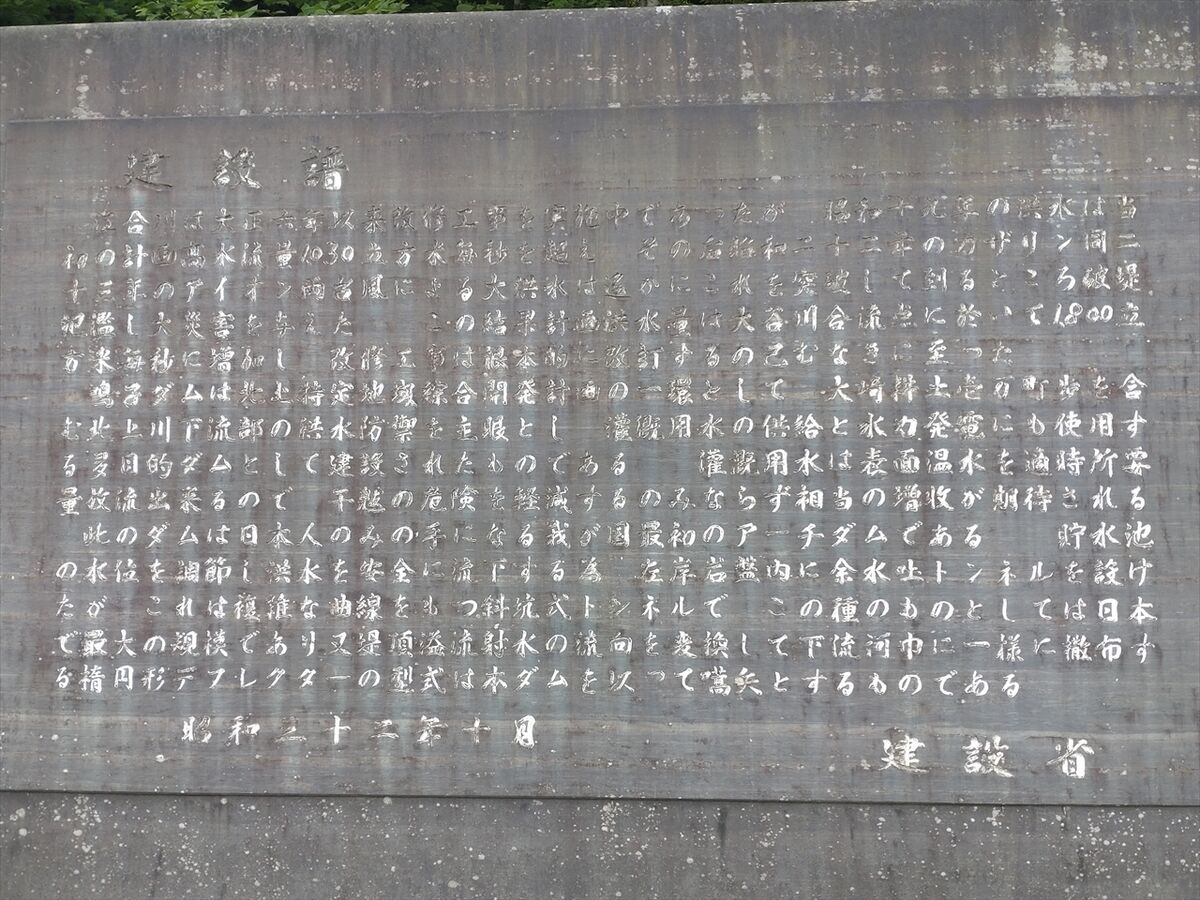 建設譜
江合川は大正六年以来改修工事を実施中であったが 昭和十九年の洪水は当
初の計画高水流量1030立方米毎秒を超え その后 和二十二年のカザリン同二
十三年のアイオン両台風による 洪水は遥かにこれを突破して到るところ破堤
氾濫し大災害を与えた この結果計画洪水量は大谷川合流点に於いて1800立
方米毎秒に増加し 改修工事は根本的に改訂するの己むなきに至った
鳴子ダムは北上特定地域綜合開発計画の一環として大崎耕土壱万町歩を含
む北上川下流部の洪水防禦を主眼とし 灌漑用水の供給と水力発電にも使用す
る多目的ダムとして建設されたものである 灌漑用水は表面温水を適時所要
量放出来るので 干魃の危険を軽減するのみならず 相当増収が期待される
此のダムは日本人のみの手になる我国最初のアーチダムである 貯水池
の水位調節は洪水を安全に流下する為左岸岩盤内に余水吐トンネルを設け
たが これは複雑な曲線をもつ斜坑式トンネルでこの種のものとしては日本
で最大の規模であり 又堤頂溢流射水の流向を変換し 下流河巾一様に撒布す
る楕円形デフレクターの型式は本ダムを以って嚆矢とするものである
昭和三十二年十月
建設省